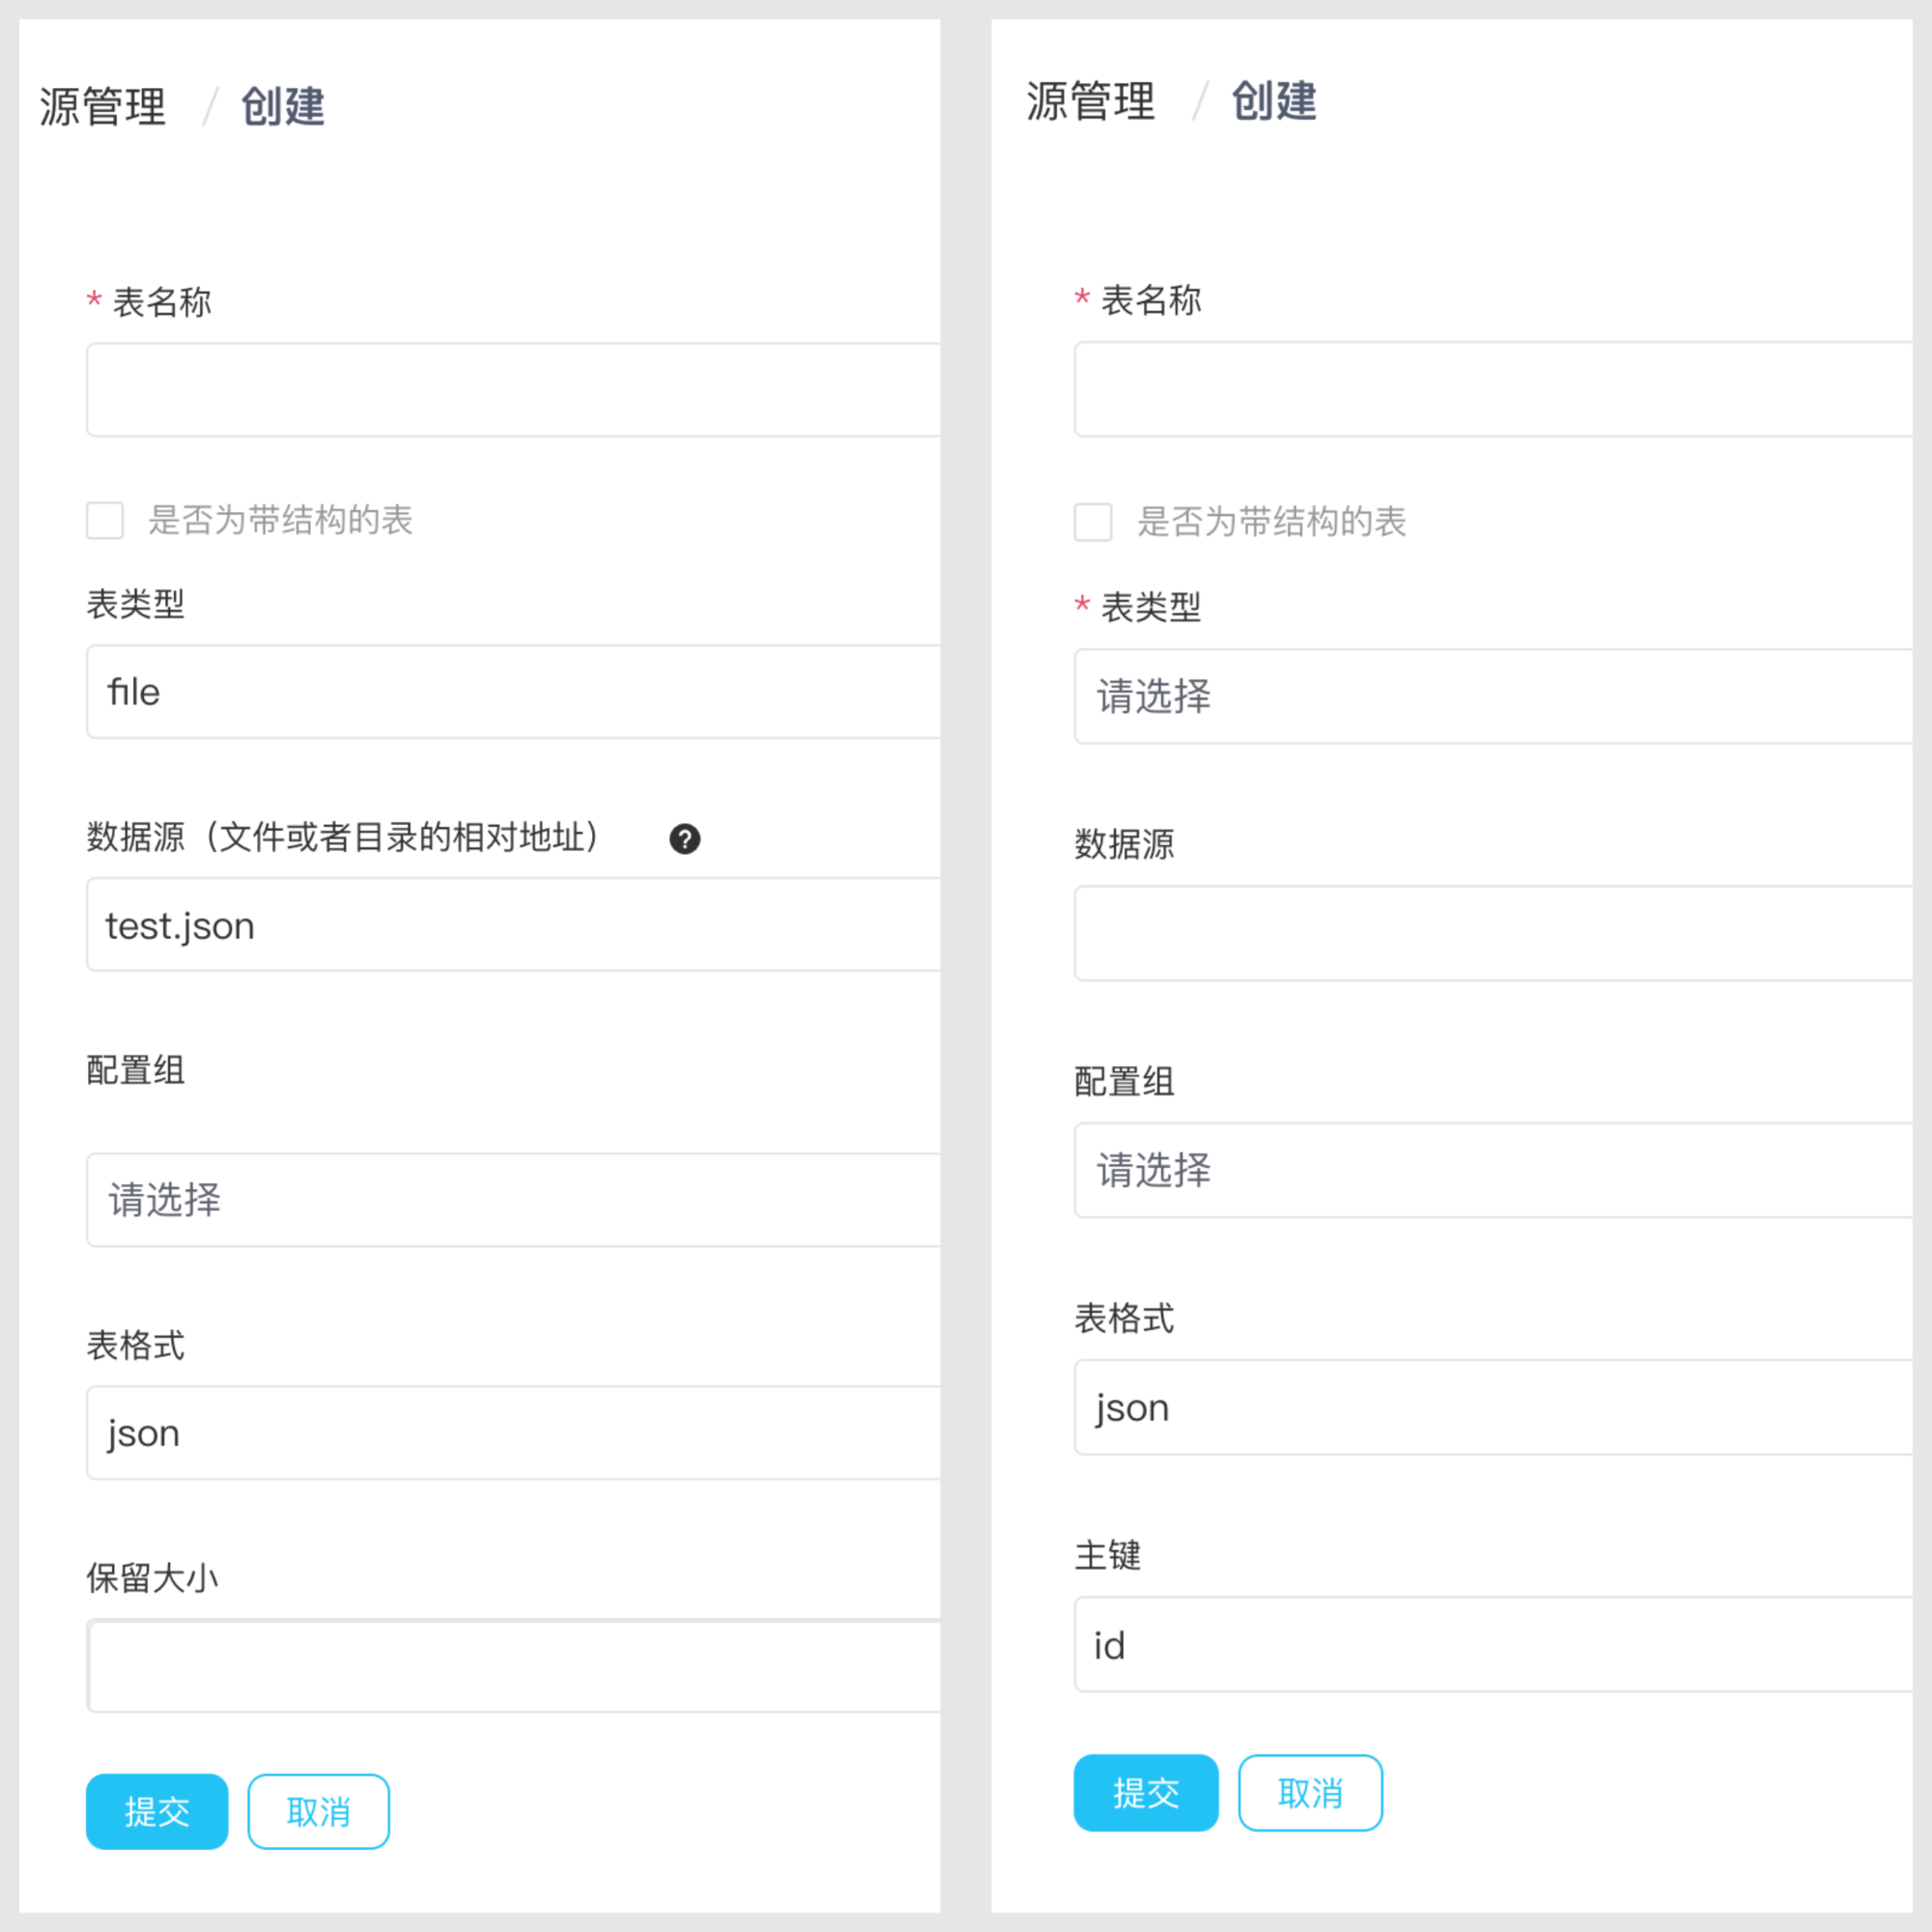 源管理 / 创建
* 表名称
是否为带结构的表
表类型
file
数据源（文件或者目录的相对地址） ?
test.json
配置组
请选择
表格式
json
保留大小
提交 取消
源管理 / 创建
* 表名称
是否为带结构的表
* 表类型
请选择
数据源
配置组
请选择
表格式
json
主键
id
提交 取消